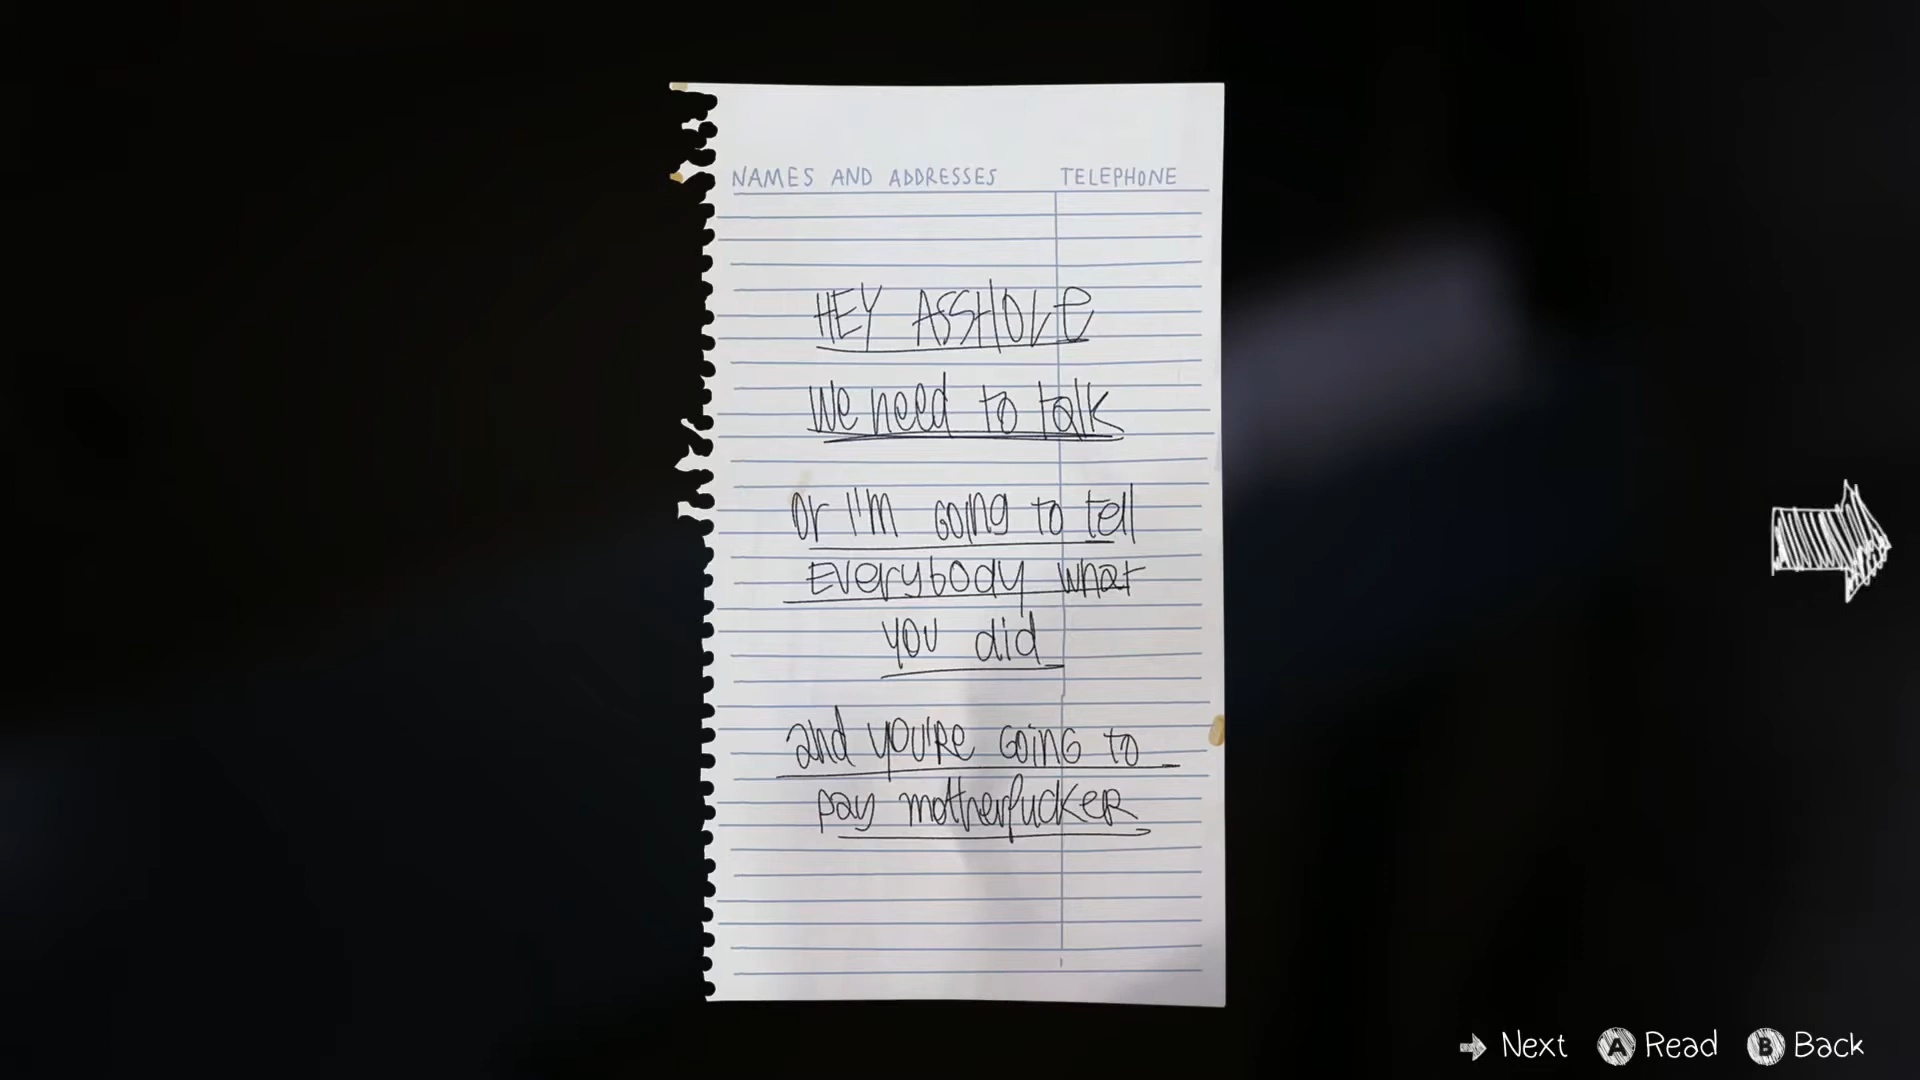 NAMES AND ADDRESSES TELEPHONE
HEY ASSHOLe
We need to talk
Or I'm GOING TO tell
EVerybody what
YOU did
and you're GOING to
pay motherfuckeR
Next A Read B Back